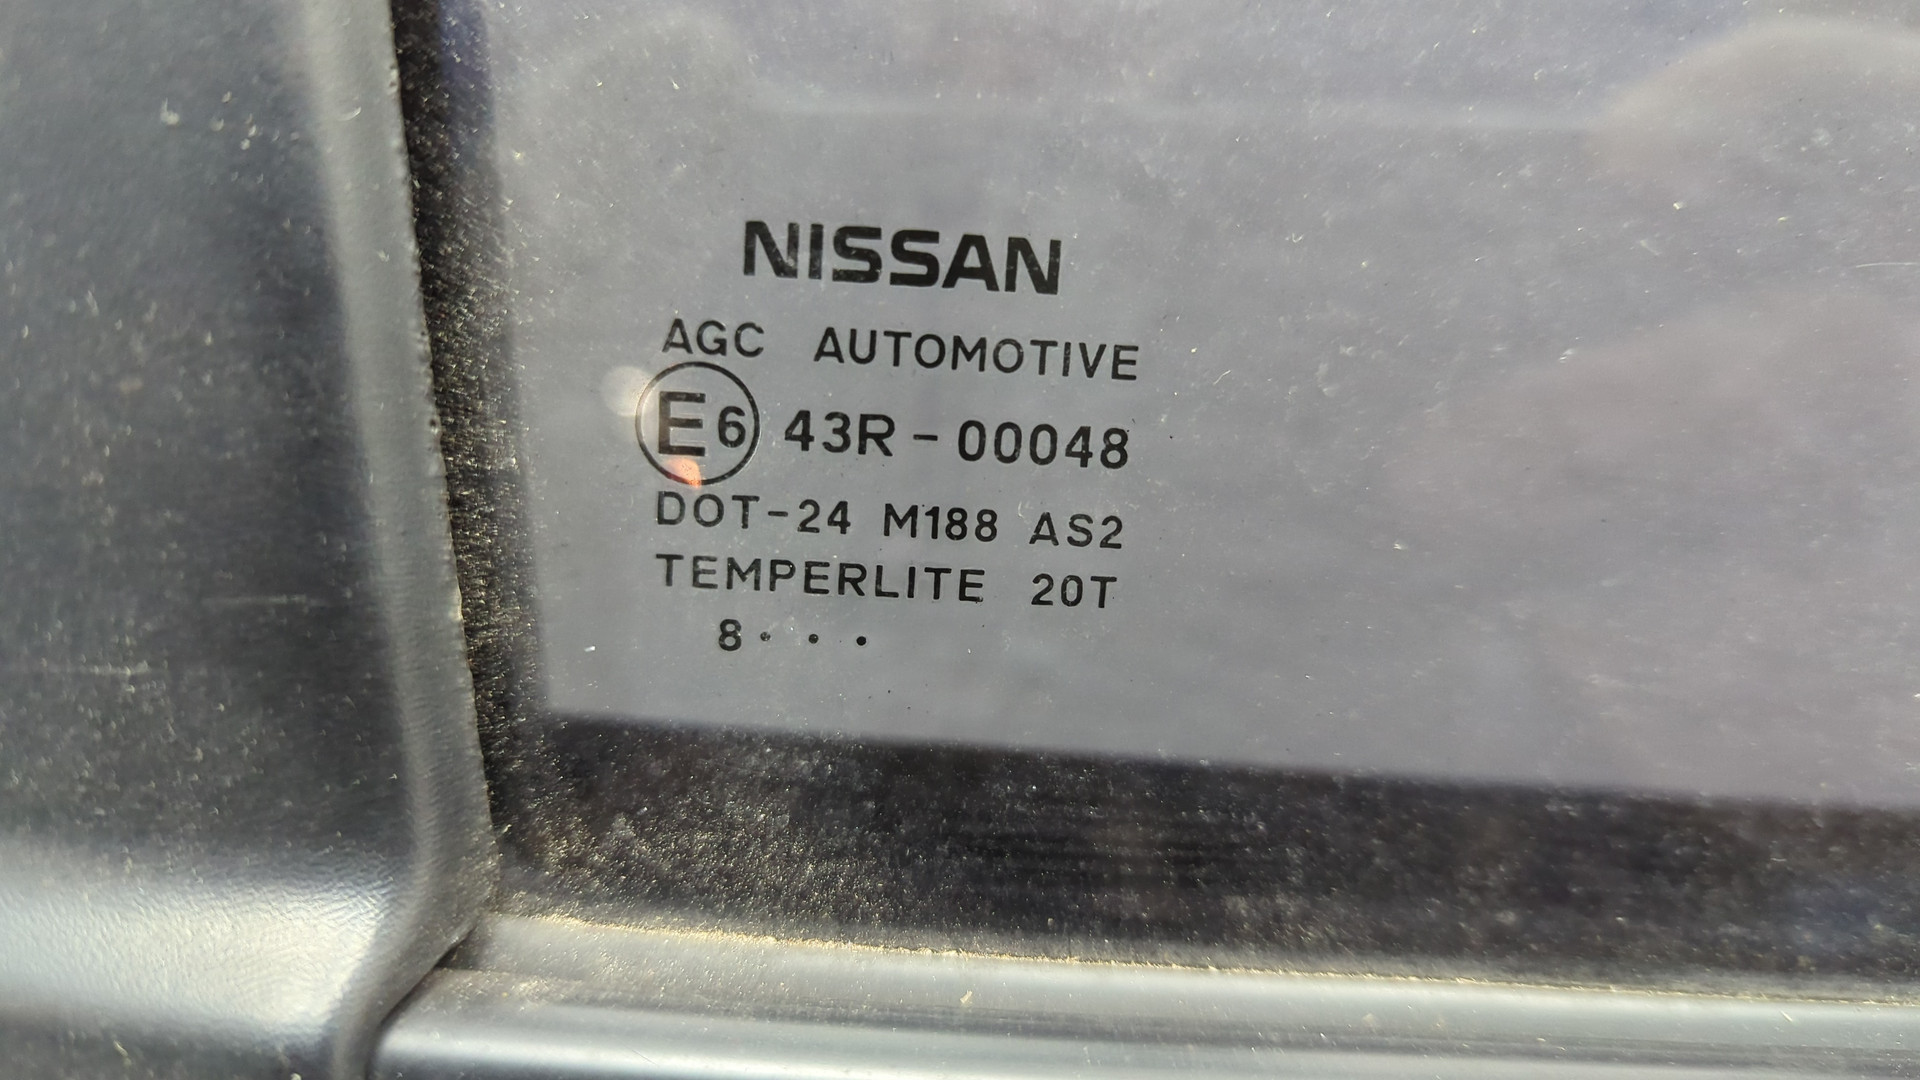 NISSAN
AGC AUTOMOTIVE
E6 43R-00048
DOT-24 M188 AS2
TEMPERLITE 20T
8 · · ·